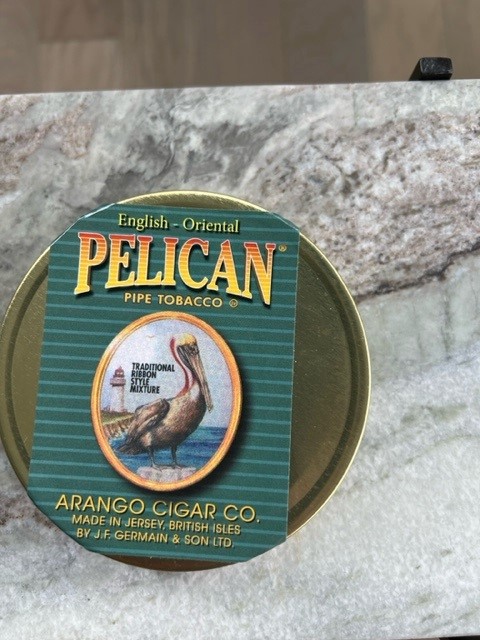 English - Oriental
PELICAN®
PIPE TOBACCO
TRADITIONAL
RIBBON
STYLE
MIXTURE
ARANGO CIGAR CO.
MADE IN JERSEY, BRITISH ISLES
BY J.F. GERMAIN & SON LTD.